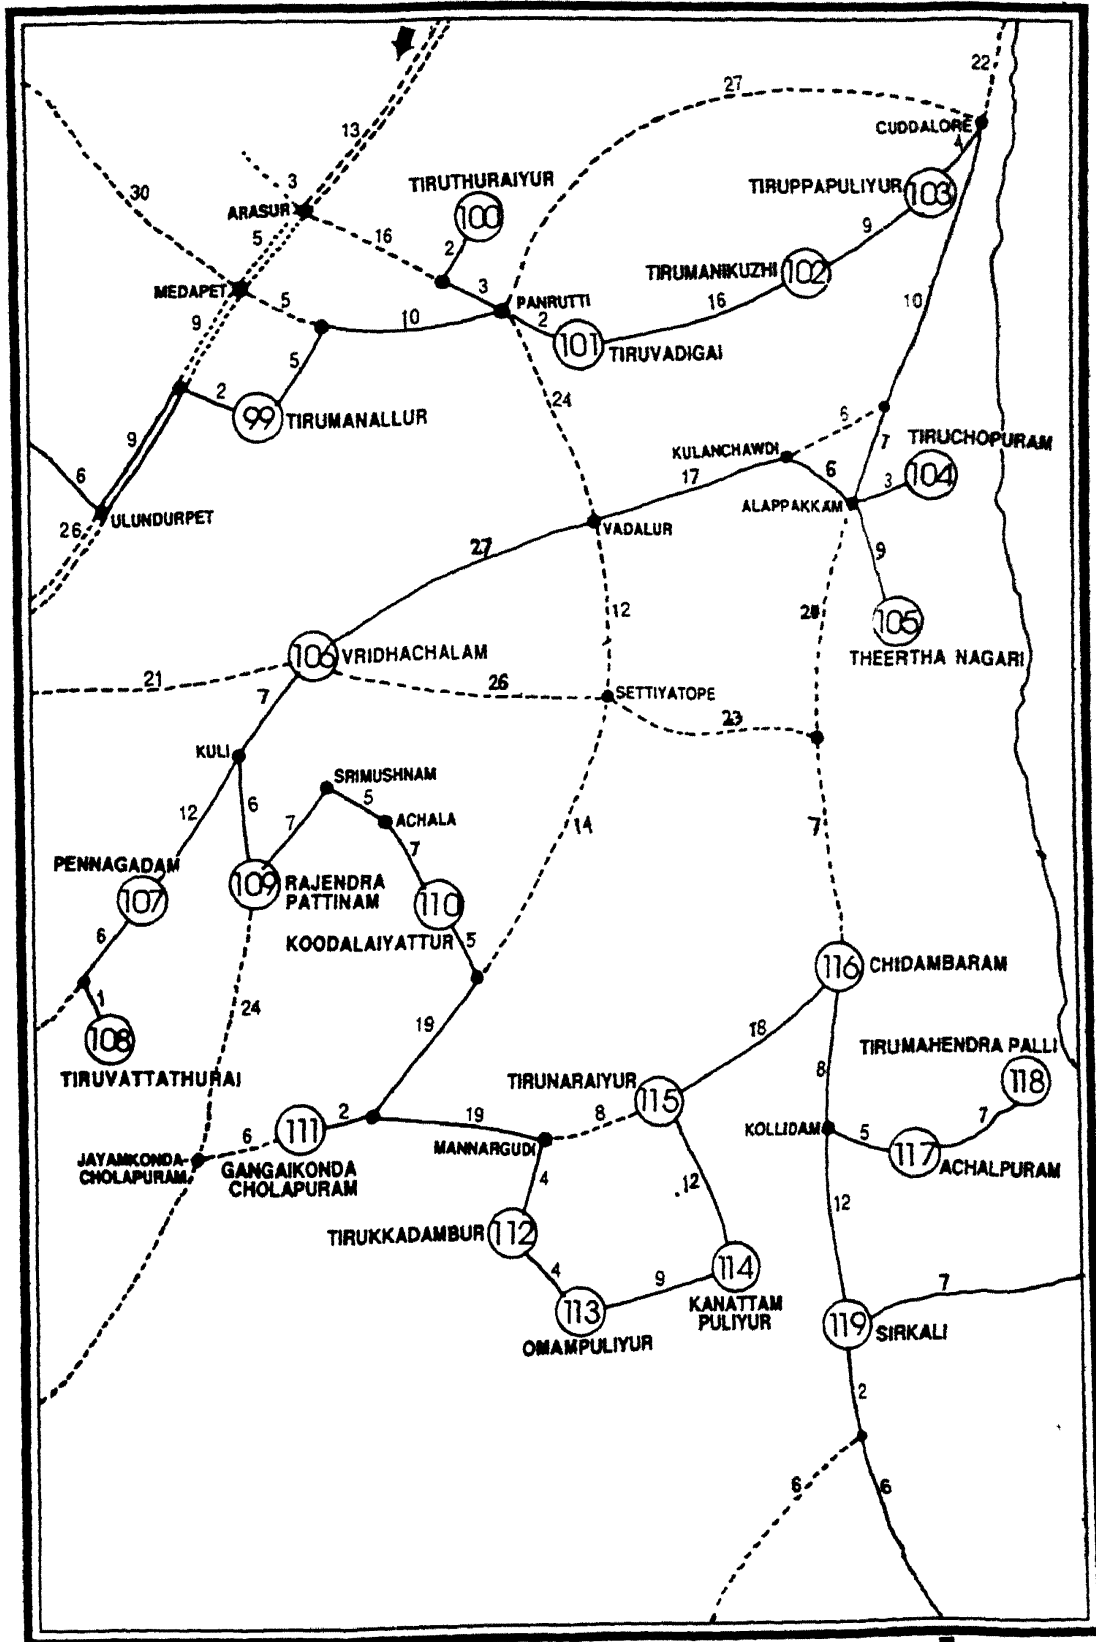 22
27
CUDDALORE
4
13
30
3
TIRUTHURAIYUR
100
TIRUPPAPULIYUR
103
ARASUR
5
16
2
9
MEDAPET
5
3
TIRUMANIKUZHI
102
PANRUTTI
10
9
10
2
16
101
TIRUVADIGAI
5
2
99
TIRUMANALLUR
24
6
9
7
TIRUCHOPURAM
KULANCHAWDI
6
17
6
3
104
ALAPPAKKAM
ULUNDURPET
26
VADALUR
27
9
12
105
THEERTHA NAGARI
106
VRIDHACHALAM
21
26
SETTIYATOPE
7
23
KULI
SRIMUSHNAM
12
6
7
5
ACHALA
14
7
7
PENNAGADAM
107
109
RAJENDRA
PATTINAM
110
KOODALAIYATTUR
5
6
116
CHIDAMBARAM
1
24
19
18
108
TIRUVATTATHURAI
TIRUMAHENDRA PALLI
118
TIRUNARAIYUR
115
8
2
19
8
7
6
111
KOLLIDAM
5
MANNARGUDI
117
ACHALPURAM
JAYAMKONDA-
CHOLAPURAM
GANGAIKONDA
CHOLAPURAM
4
12
12
TIRUKKADAMBUR
112
4
9
114
KANATTAM
PULIYUR
7
113
OMAMPULIYUR
119
SIRKALI
2
6
6